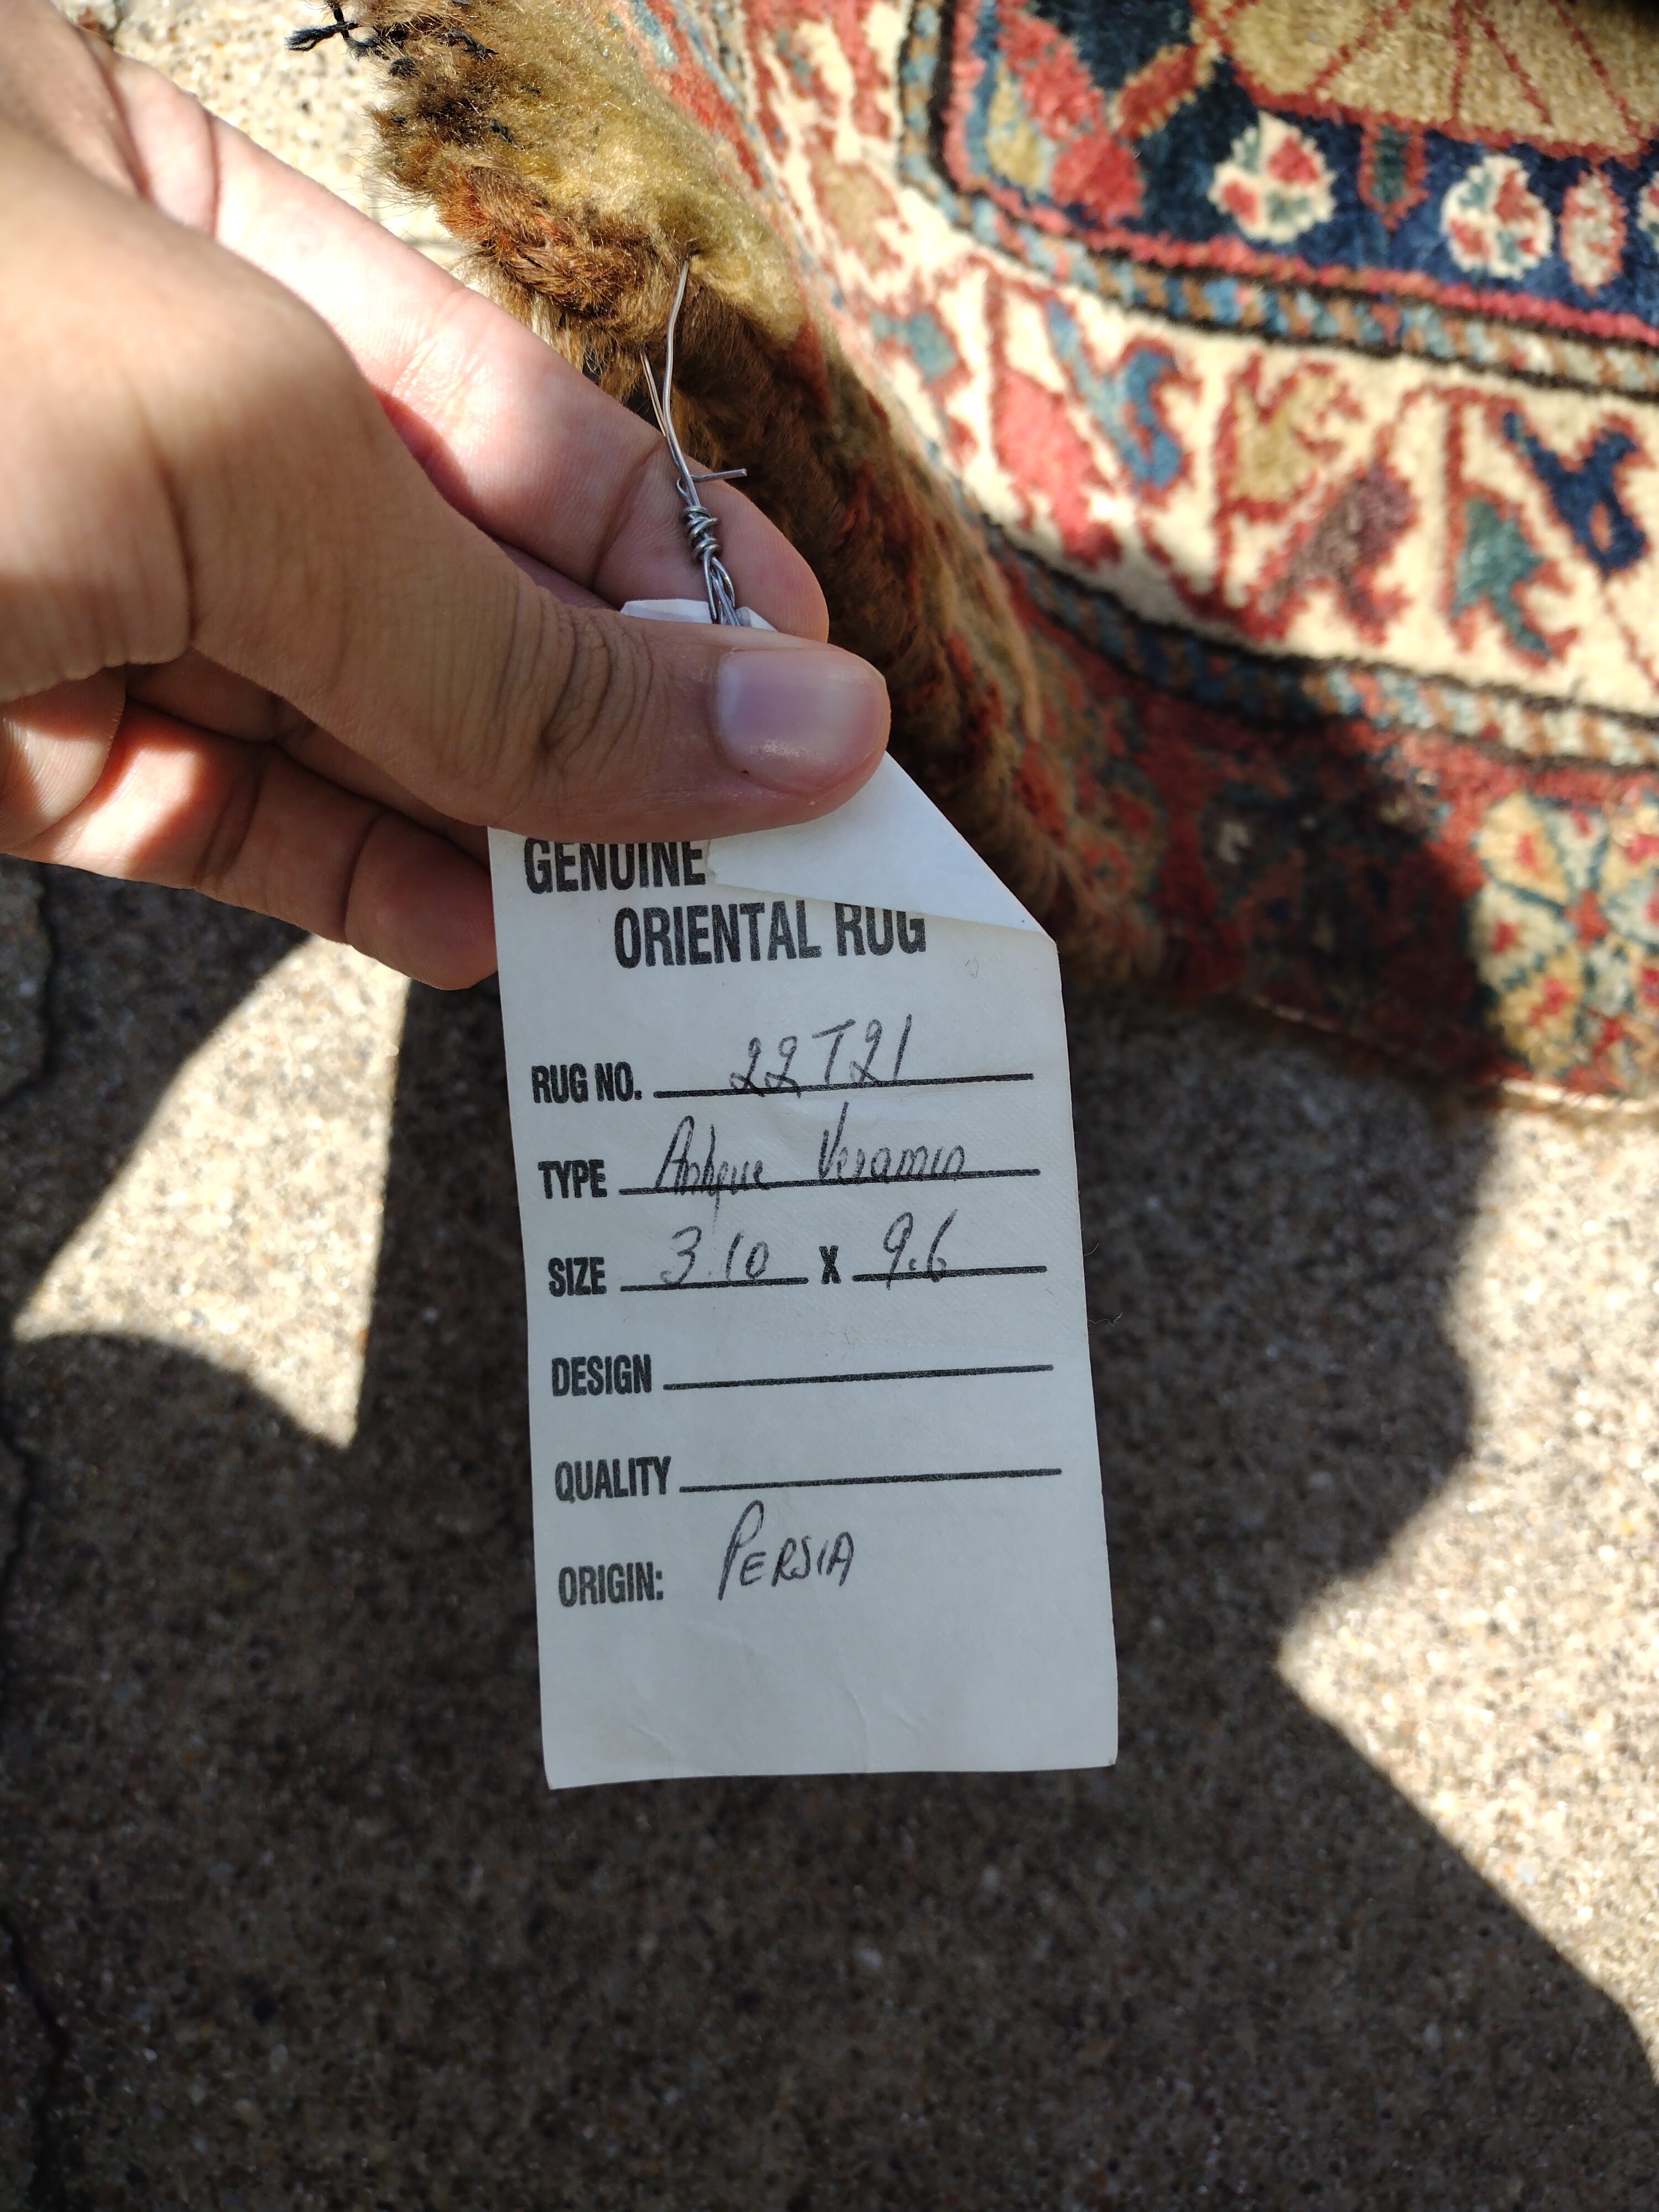 GENUINE
ORIENTAL RUG
RUG NO. 22T21
TYPE Antique Veramin
SIZE 3.10 X 9.6
DESIGN
QUALITY
ORIGIN: PERSIA